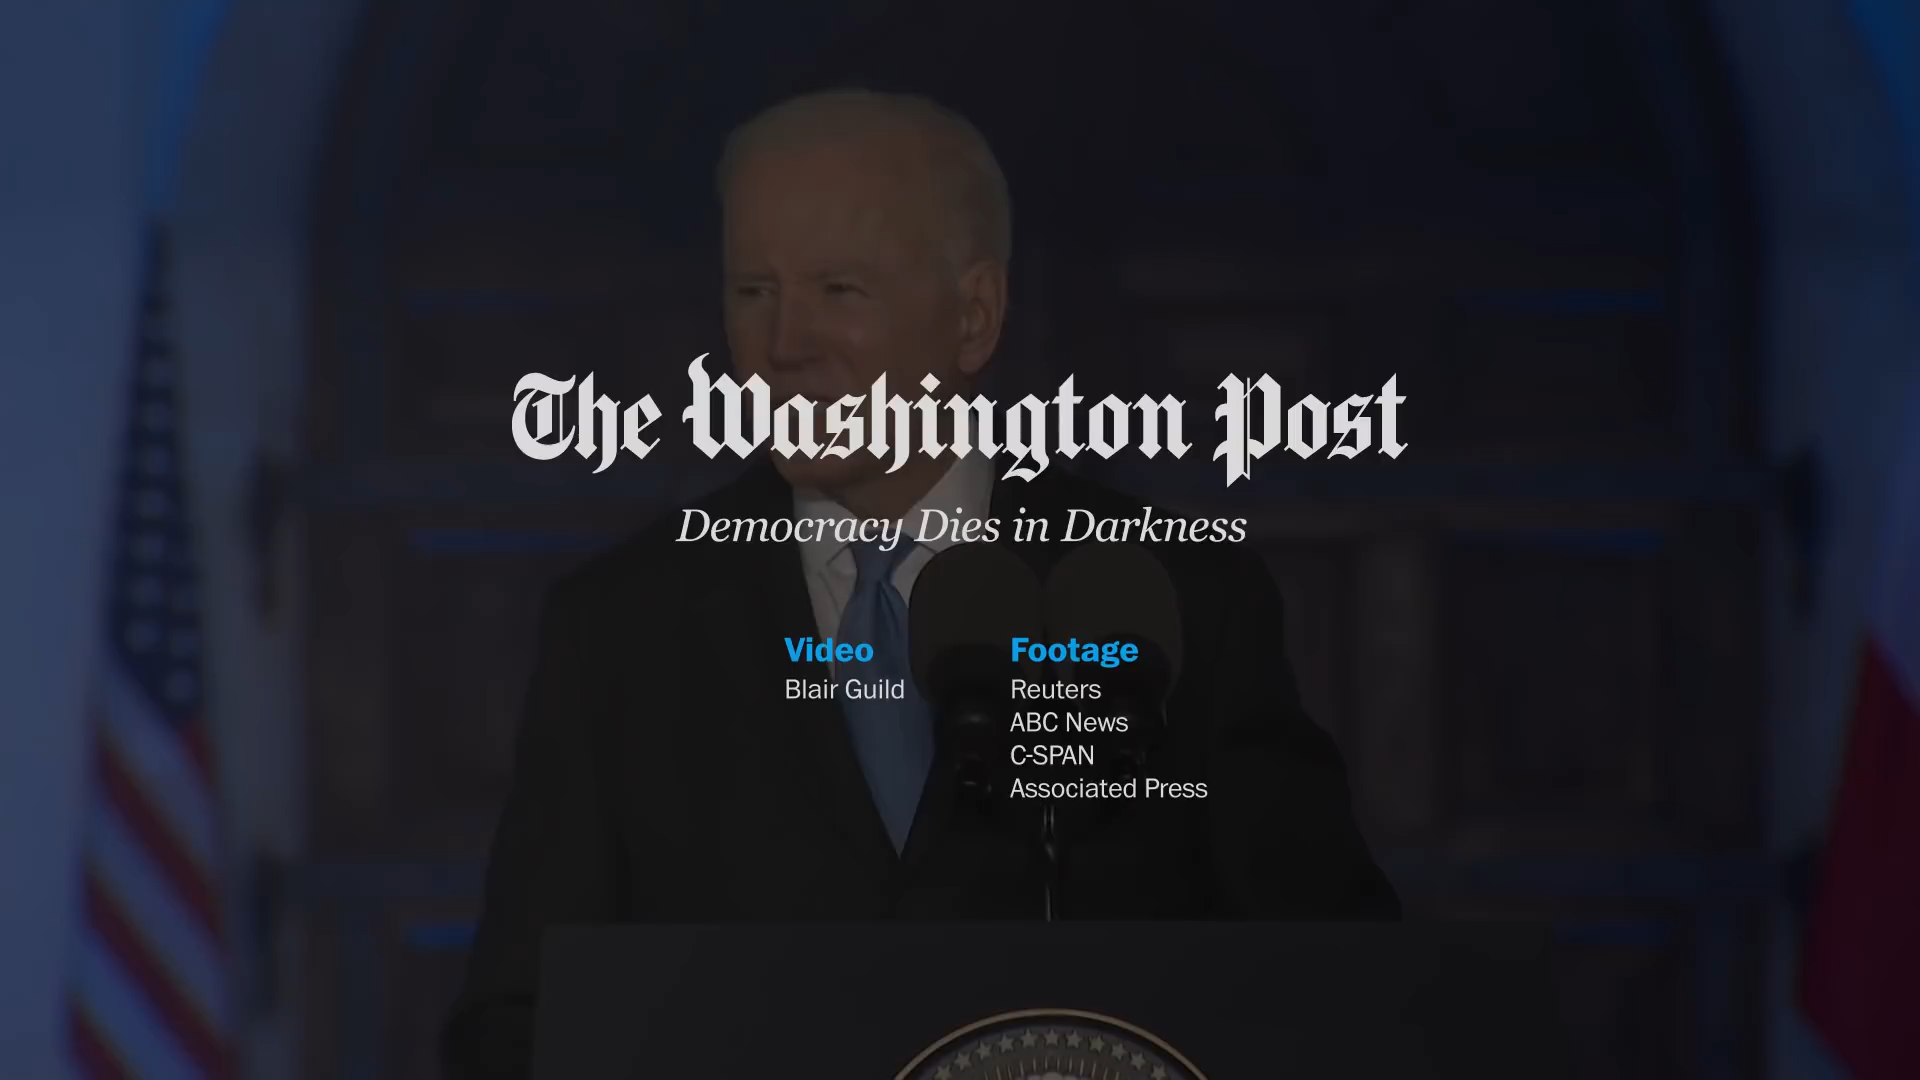 The Washington Post
Democracy Dies in Darkness
Video
Blair Guild
Footage
Reuters
ABC News
C-SPAN
Associated Press